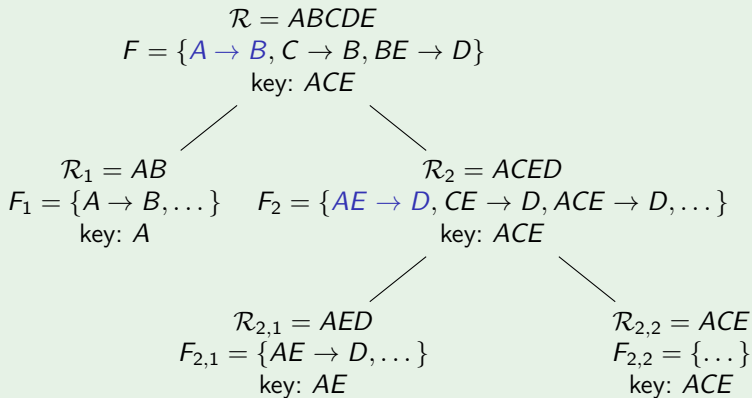 ℛ = ABCDE
F = {A → B, C → B, BE → D}
key: ACE
ℛ₁ = AB
F₁ = {A → B, . . . }
key: A
ℛ₂ = ACED
F₂ = {AE → D, CE → D, ACE → D, . . . }
key: ACE
ℛ₂,₁ = AED
F₂,₁ = {AE → D, . . . }
key: AE
ℛ₂,₂ = ACE
F₂,₂ = {. . . }
key: ACE